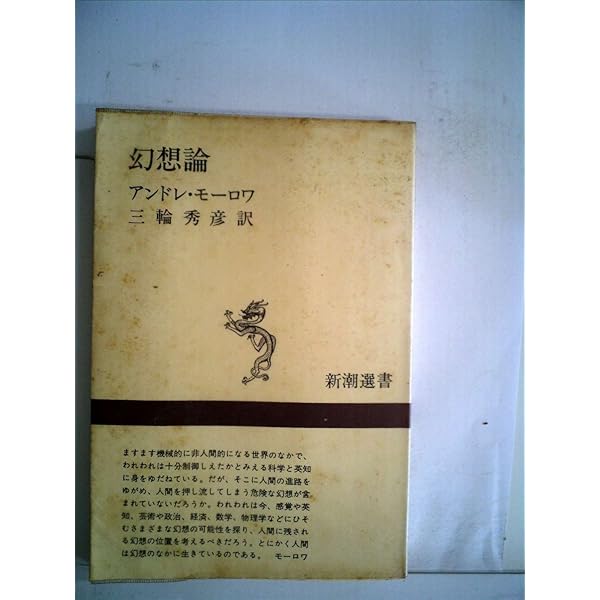 幻想論
アンドレ・モーロワ
三輪秀彦訳
新潮選書
ますます機械的に非人間的になる世界のなかで、
われわれは十分制御しえたかとみえる科学と英知
に身をゆだねている。だが、そこに人間の進路を
ゆがめ、人間を押し流してしまう危険な幻想が含
まれていないだろうか。われわれは今、感覚や英
知、芸術や政治、経済、数学、物理学などにひそ
むさまざまな幻想の可能性を探り、人間に残され
る幻想の位置を考えるべきだろう。とにかく人間
は幻想のなかに生きているのである。 モーロワ